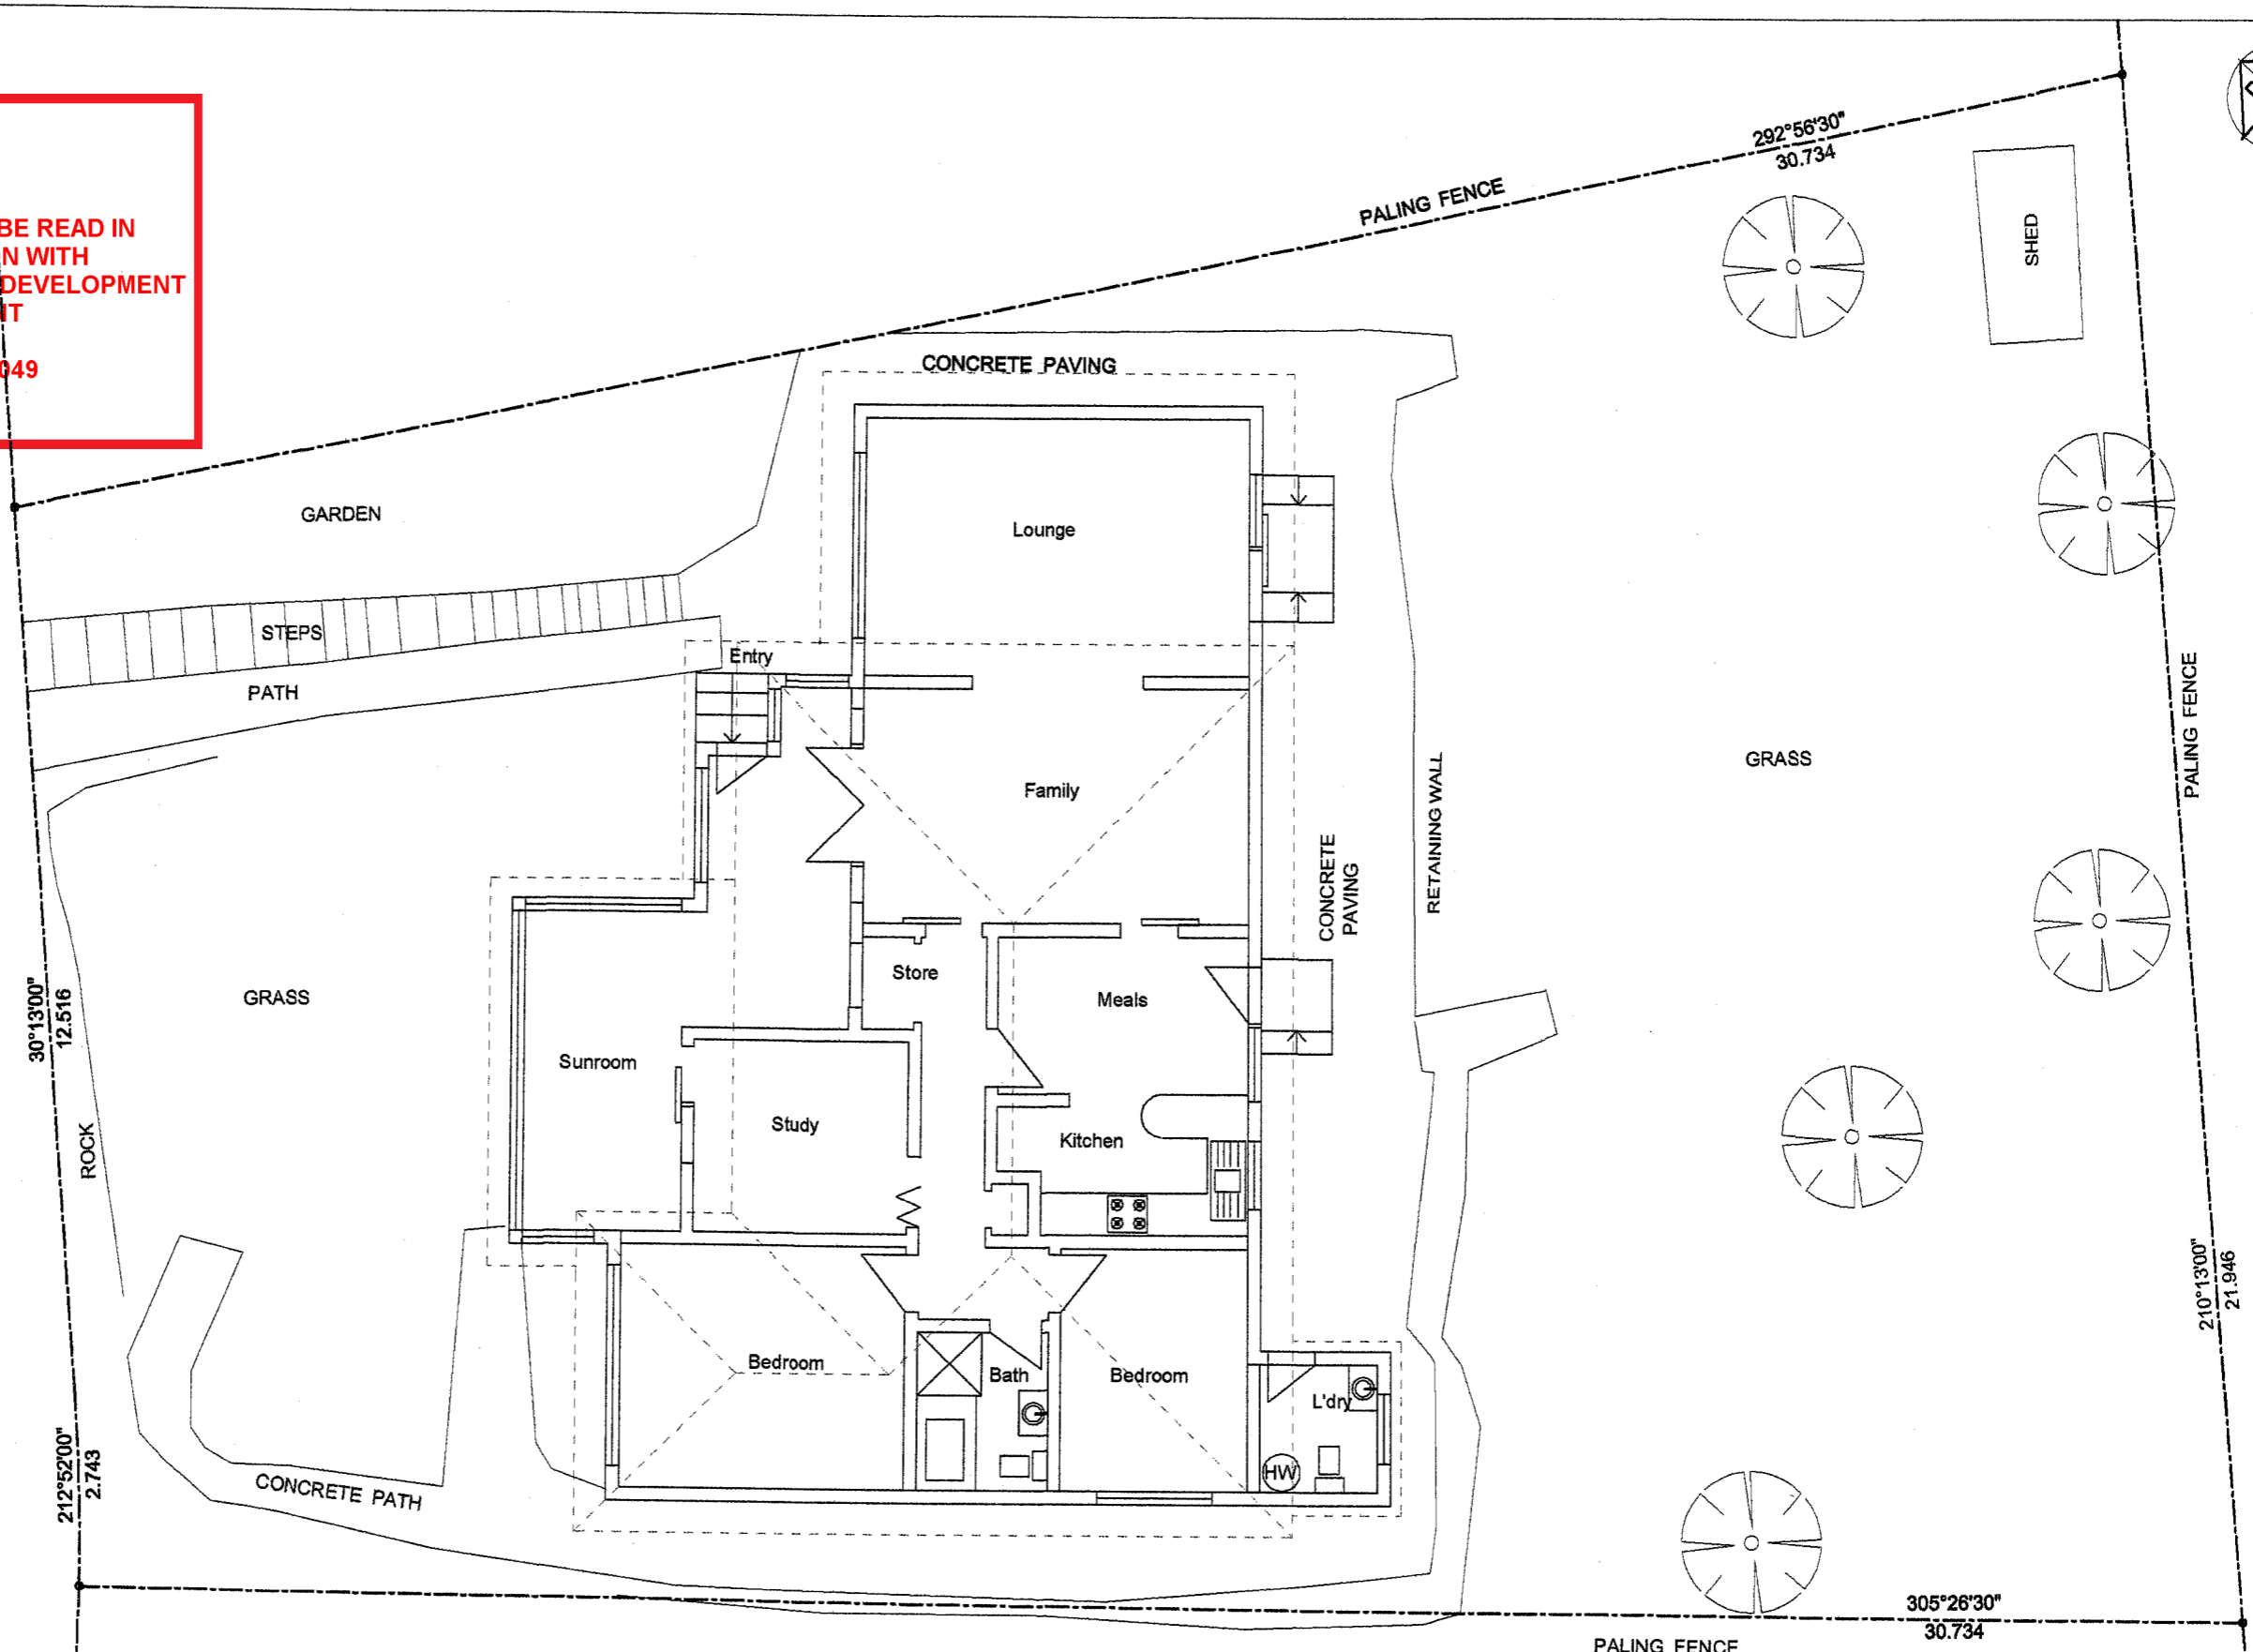 BE READ IN
N WITH
DEVELOPMENT
049
292°56'30"
30.734
PALING FENCE
SHED
CONCRETE PAVING
GARDEN
Lounge
STEPS
Entry
PATH
PALING FENCE
GRASS
Family
RETAINING WALL
CONCRETE
PAVING
Store
Meals
GRASS
30°13'00"
12.516
Sunroom
Study
Kitchen
ROCK
210°13'00"
21.946
Bedroom
Bath
Bedroom
L'dry
HW
212°52'00"
2.743
CONCRETE PATH
305°26'30"
30.734
PALING FENCE